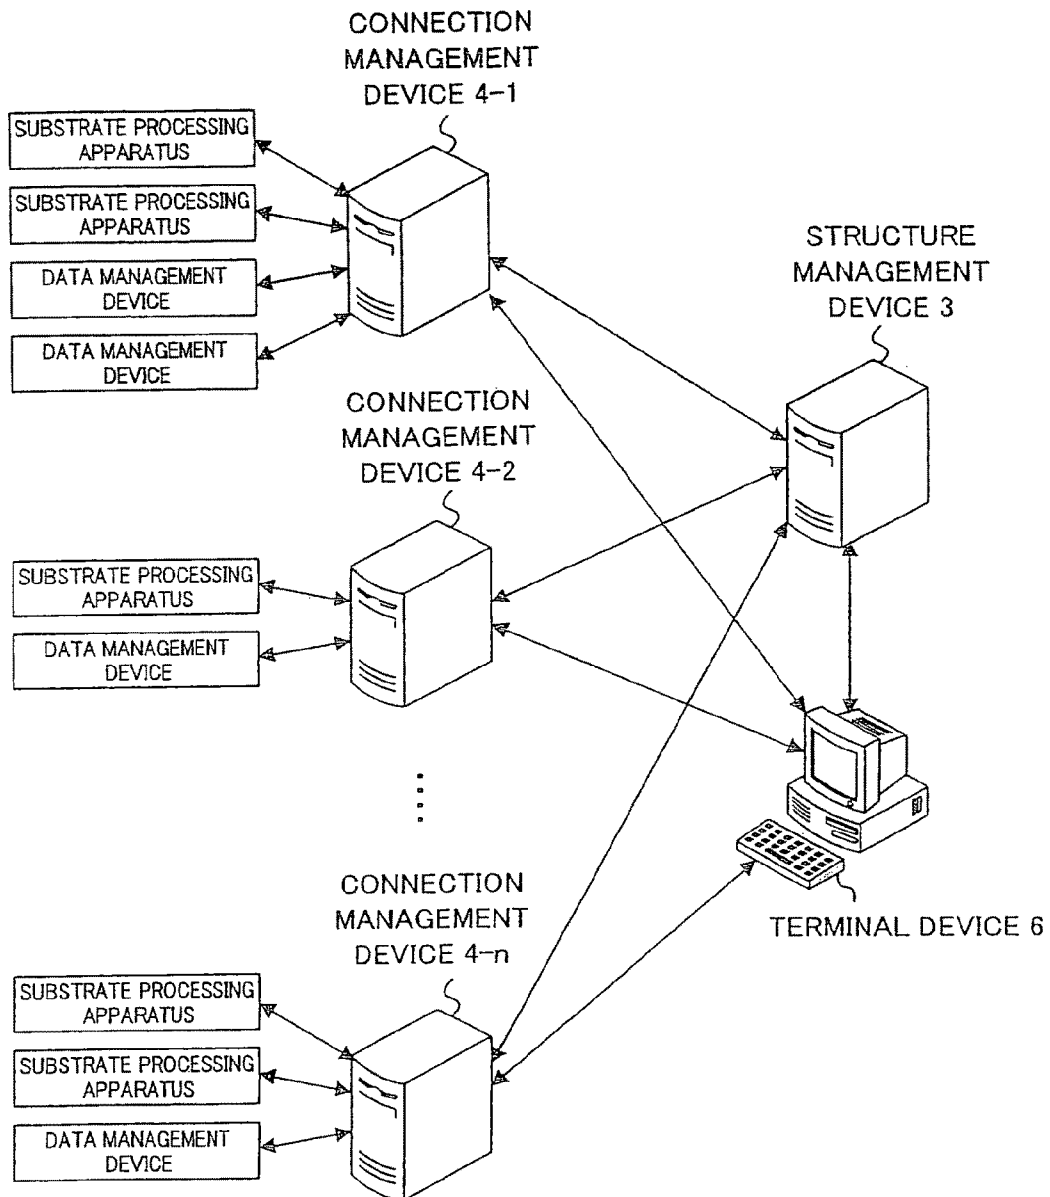 CONNECTION
MANAGEMENT
DEVICE 4-1
SUBSTRATE PROCESSING
APPARATUS
SUBSTRATE PROCESSING
APPARATUS
DATA MANAGEMENT
DEVICE
DATA MANAGEMENT
DEVICE
STRUCTURE
MANAGEMENT
DEVICE 3
CONNECTION
MANAGEMENT
DEVICE 4-2
SUBSTRATE PROCESSING
APPARATUS
DATA MANAGEMENT
DEVICE
TERMINAL DEVICE 6
CONNECTION
MANAGEMENT
DEVICE 4-n
SUBSTRATE PROCESSING
APPARATUS
SUBSTRATE PROCESSING
APPARATUS
DATA MANAGEMENT
DEVICE